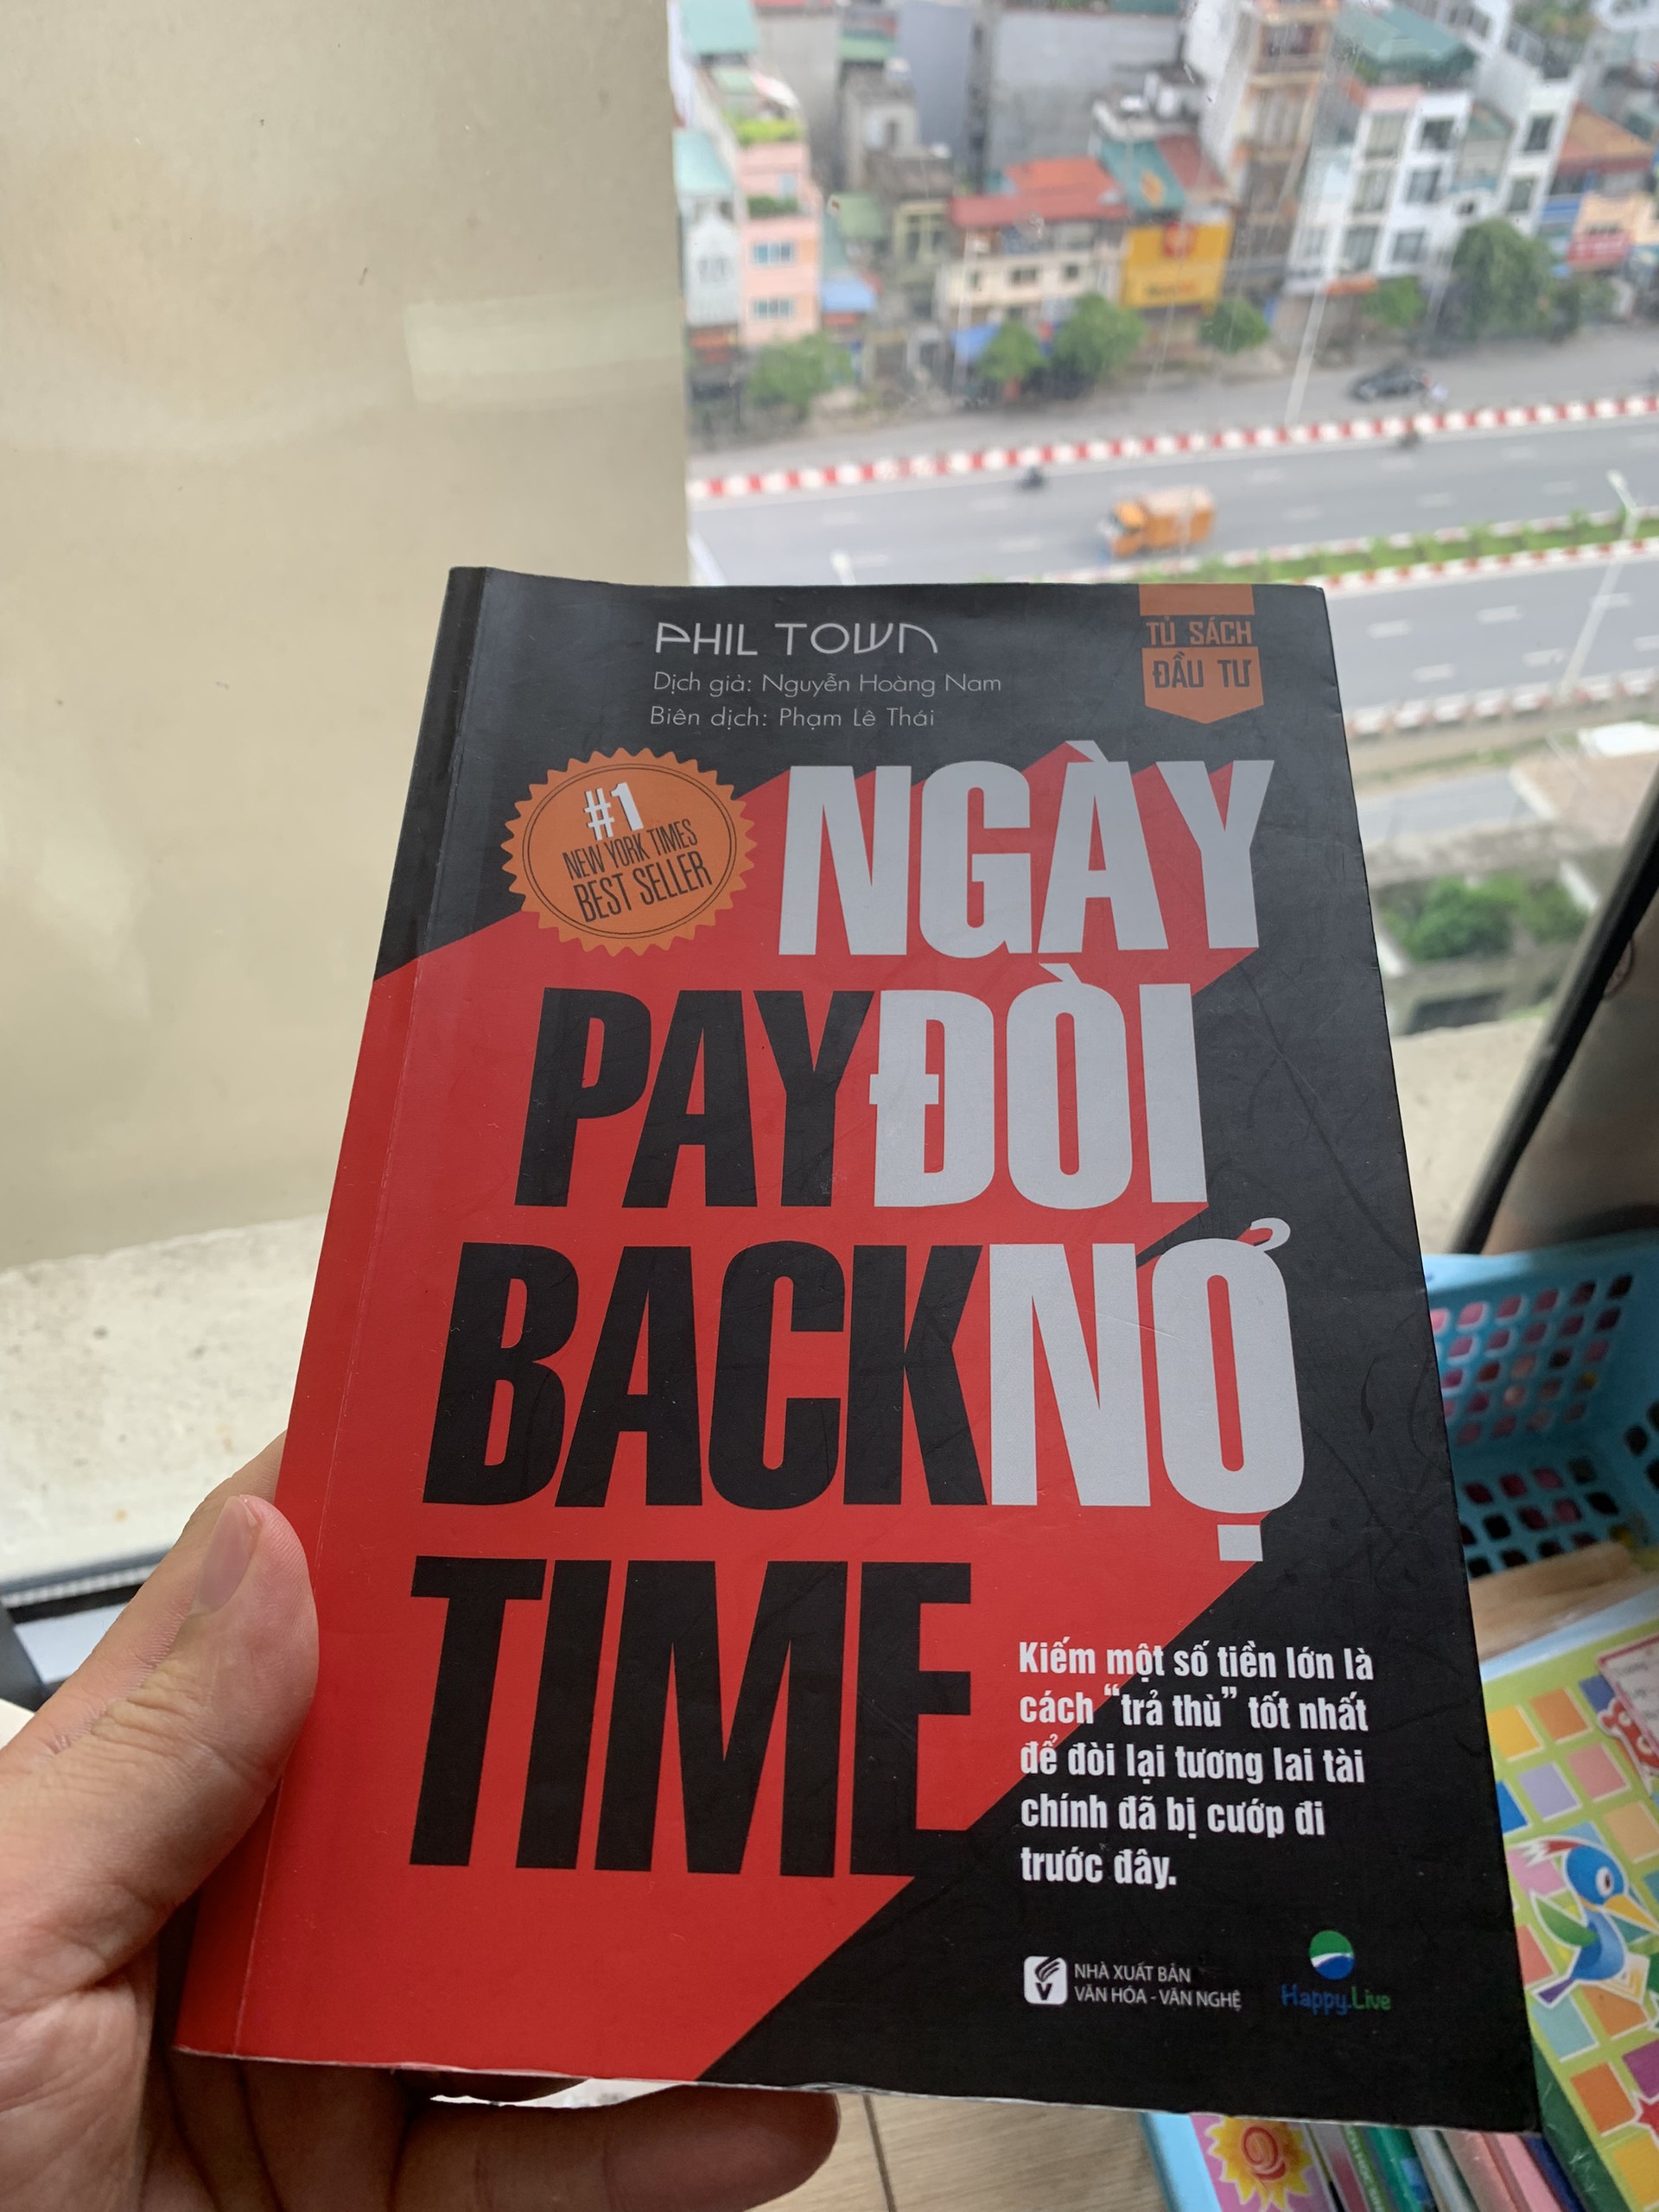 PHIL TOWN
Dịch giả: Nguyễn Hoàng Nam
Biên dịch: Phạm Lê Thái
TỦ SÁCH
ĐẦU TƯ
#1
NEW YORK TIMES
BEST SELLER
NGÀY
PAY ĐÒI
BACK NỢ
TIME
Kiếm một số tiền lớn là
cách “trả thù” tốt nhất
để đòi lại tương lai tài
chính đã bị cướp đi
trước đây.
NHÀ XUẤT BẢN
VĂN HÓA - VĂN NGHỆ
Happy.Live